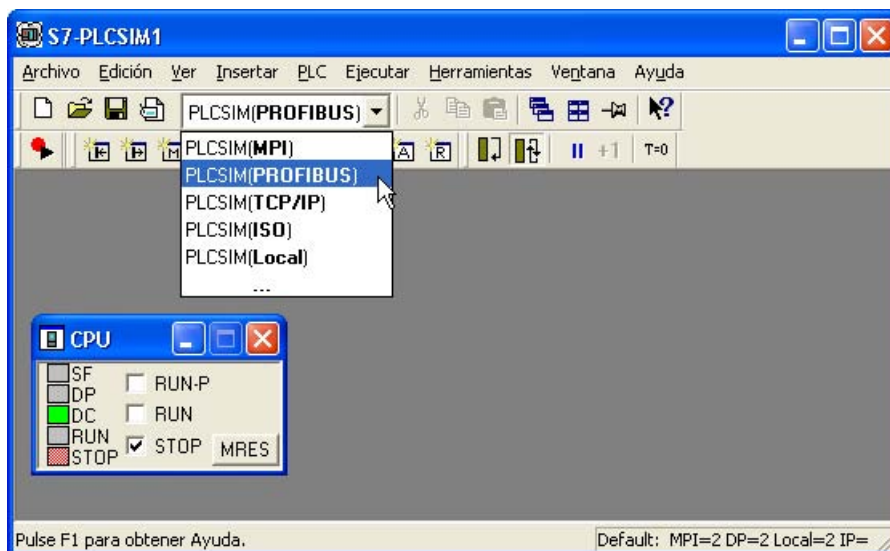 S7-PLCSIM1
Archivo Edición Ver Insertar PLC Ejecutar Herramientas Ventana Ayuda
PLCSIM(PROFIBUS)
T=0
+1
PLCSIM(MPI)
PLCSIM(PROFIBUS)
PLCSIM(TCP/IP)
PLCSIM(ISO)
PLCSIM(Local)
...
CPU
SF
DP
DC
RUN
STOP
RUN-P
RUN
STOP
MRES
Pulse F1 para obtener Ayuda.
Default: MPI=2 DP=2 Local=2 IP=